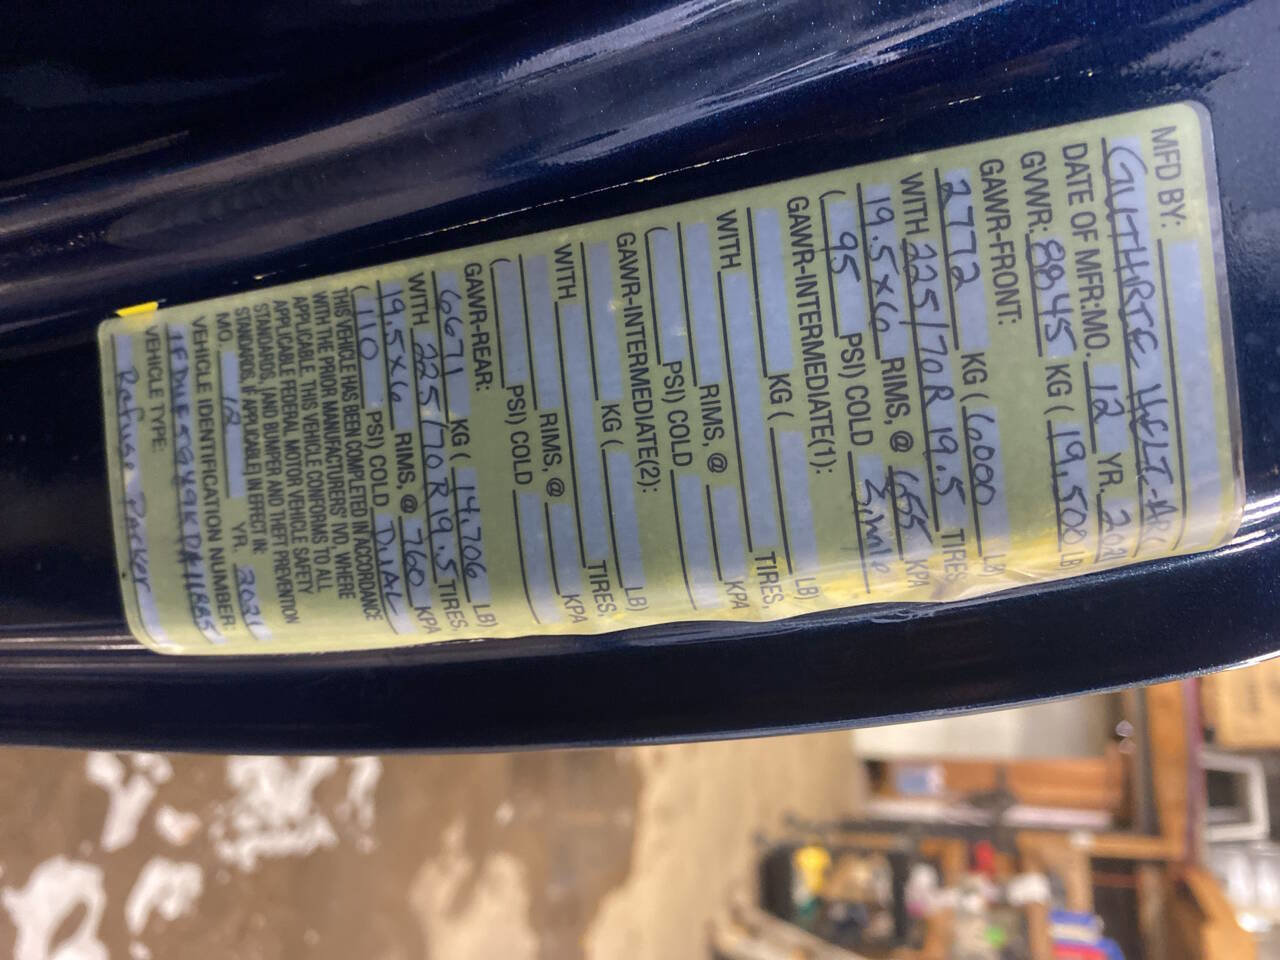 MFD BY:
GUTHRIE
DATE OF MFR: MO. 12 YR. 202
GVWR: 8845 KG ( 19,500 LB
GAWR-FRONT:
2772 KG ( 6000 LB)
WITH 225/70R 19.5 TIRES,
19.5x6 RIMS, @ 655 KPA
( 95 PSI) COLD
GAWR-INTERMEDIATE(1):
KG ( LB)
WITH TIRES,
RIMS, @ KPA
( PSI) COLD
GAWR-INTERMEDIATE(2):
KG ( LB)
WITH TIRES,
RIMS, @ KPA
( PSI) COLD
GAWR-REAR:
6671 KG ( 14,706 LB)
WITH 225/70R19.5 TIRES,
19.5x6 RIMS, @ 760 KPA
( 110 PSI) COLD DUAL
THIS VEHICLE HAS BEEN COMPLETED IN ACCORDANCE
WITH THE PRIOR MANUFACTURERS' IVD, WHERE
APPLICABLE. THIS VEHICLE CONFORMS TO ALL
APPLICABLE FEDERAL MOTOR VEHICLE SAFETY
STANDARDS, [AND BUMPER AND THEFT PREVENTION
STANDARDS, IF APPLICABLE] IN EFFECT IN:
MO. 12 YR. 2021
VEHICLE IDENTIFICATION NUMBER:
VEHICLE TYPE:
Refuse Packer